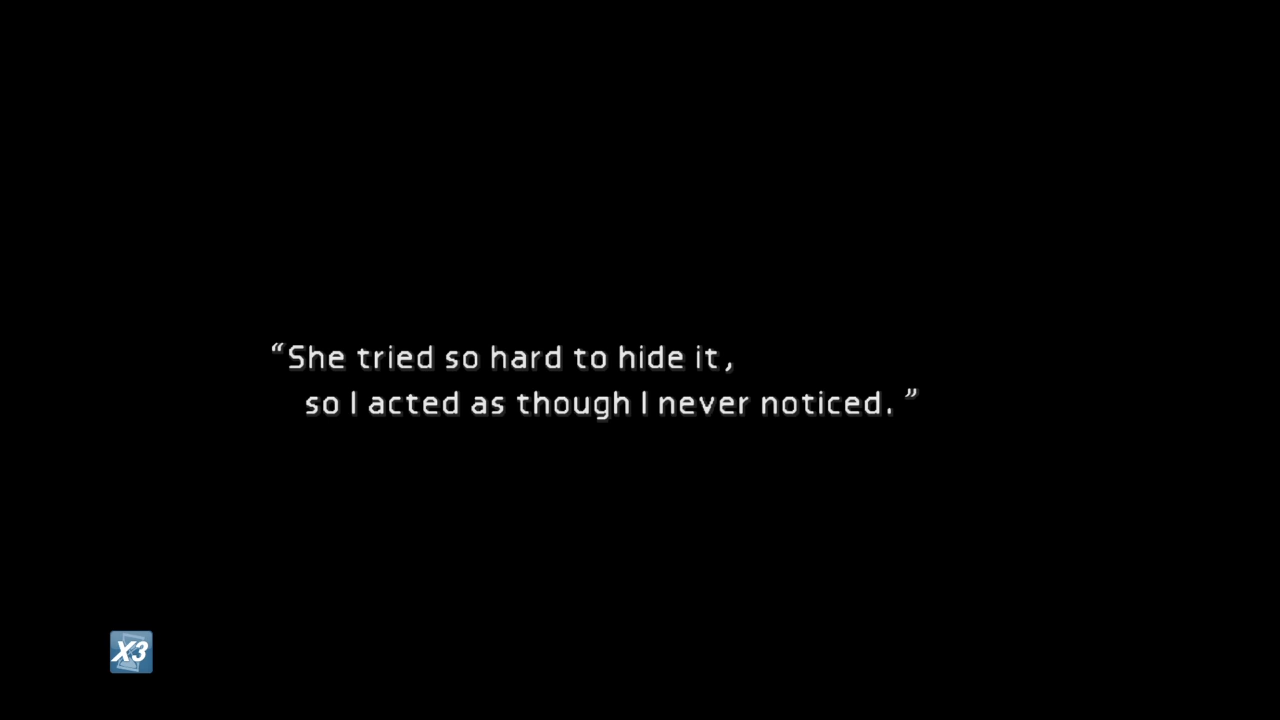 “She tried so hard to hide it,
so I acted as though I never noticed. ”
X3